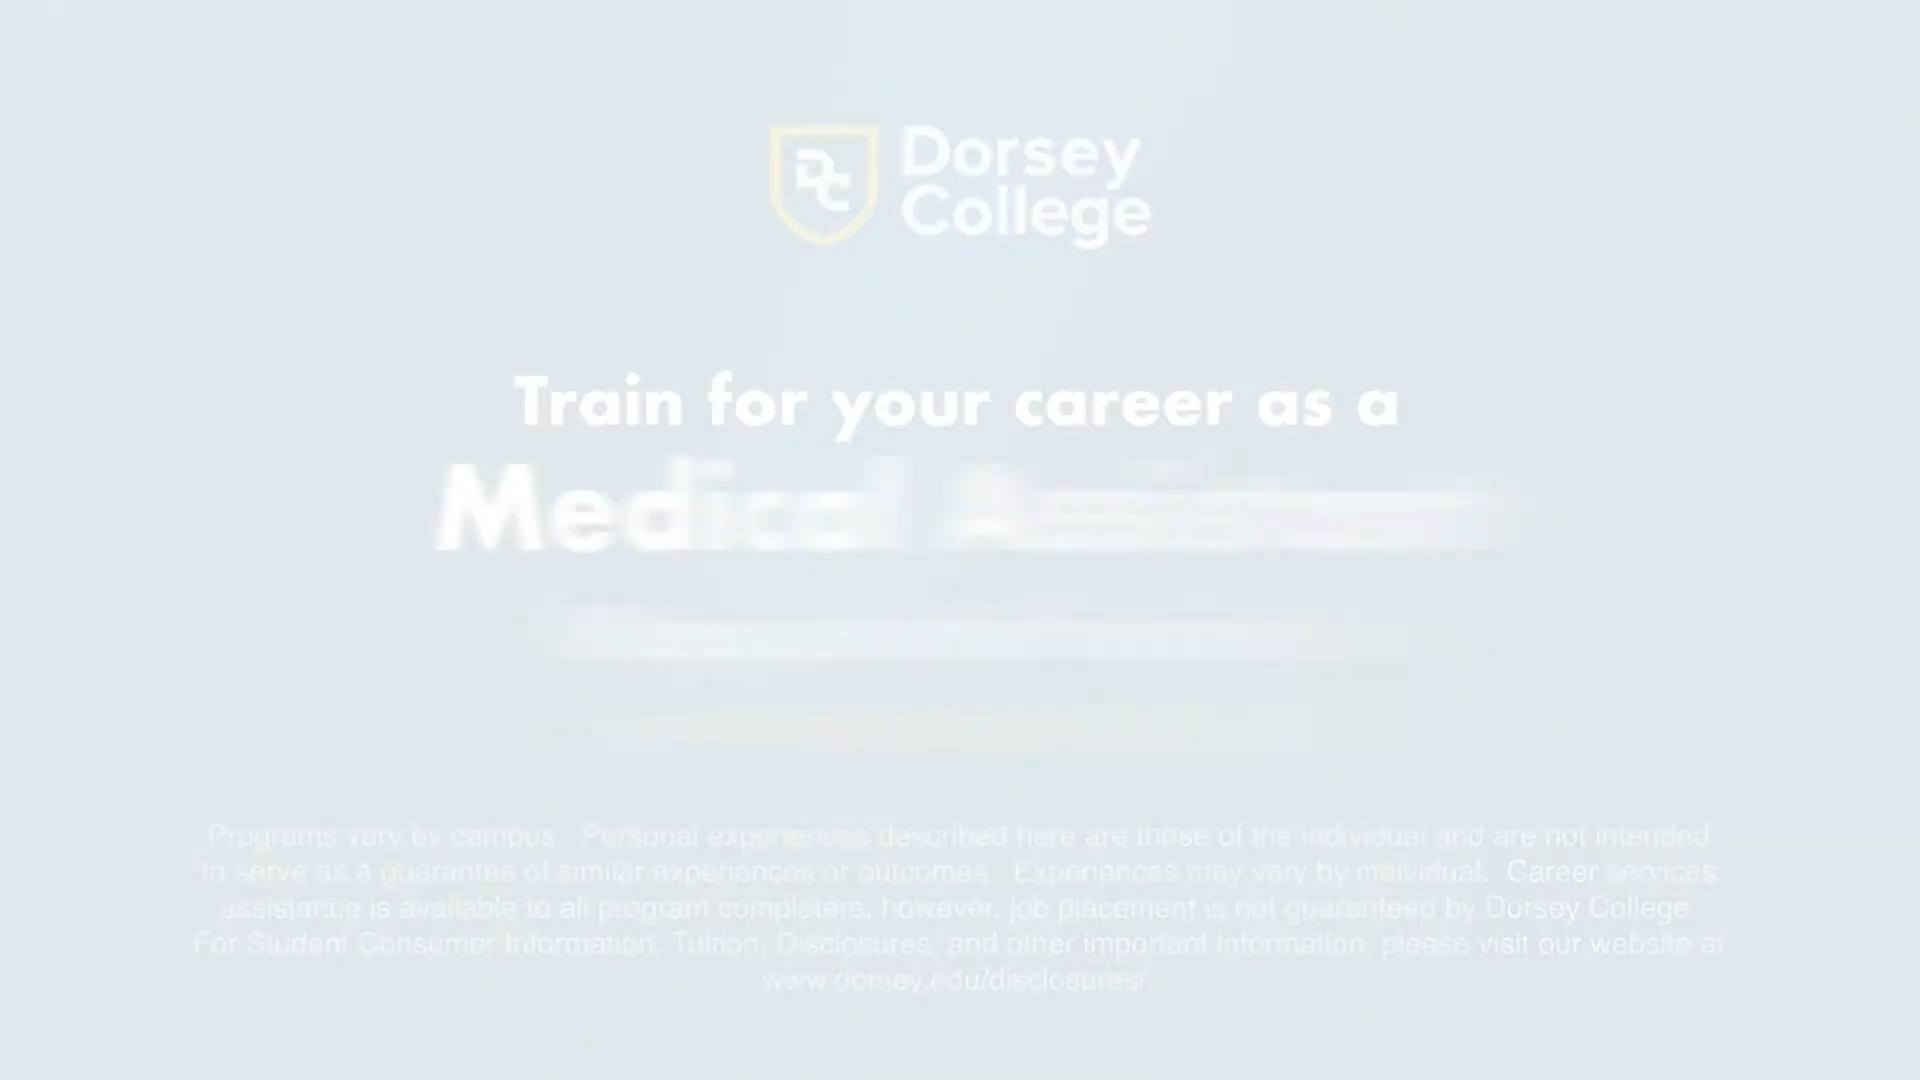 DC
Dorsey
College
Train for your career as a
Medical
Programs vary by campus. Personal experiences described here are those of the individual and are not intended
to serve as a guarantee of similar experiences or outcomes. Experiences may vary by individual. Career services
assistance is available to all program completers, however, job placement is not guaranteed by Dorsey College.
For Student Consumer Information, Tuition, Disclosures, and other important information, please visit our website at
www.dorsey.edu/disclosures/.